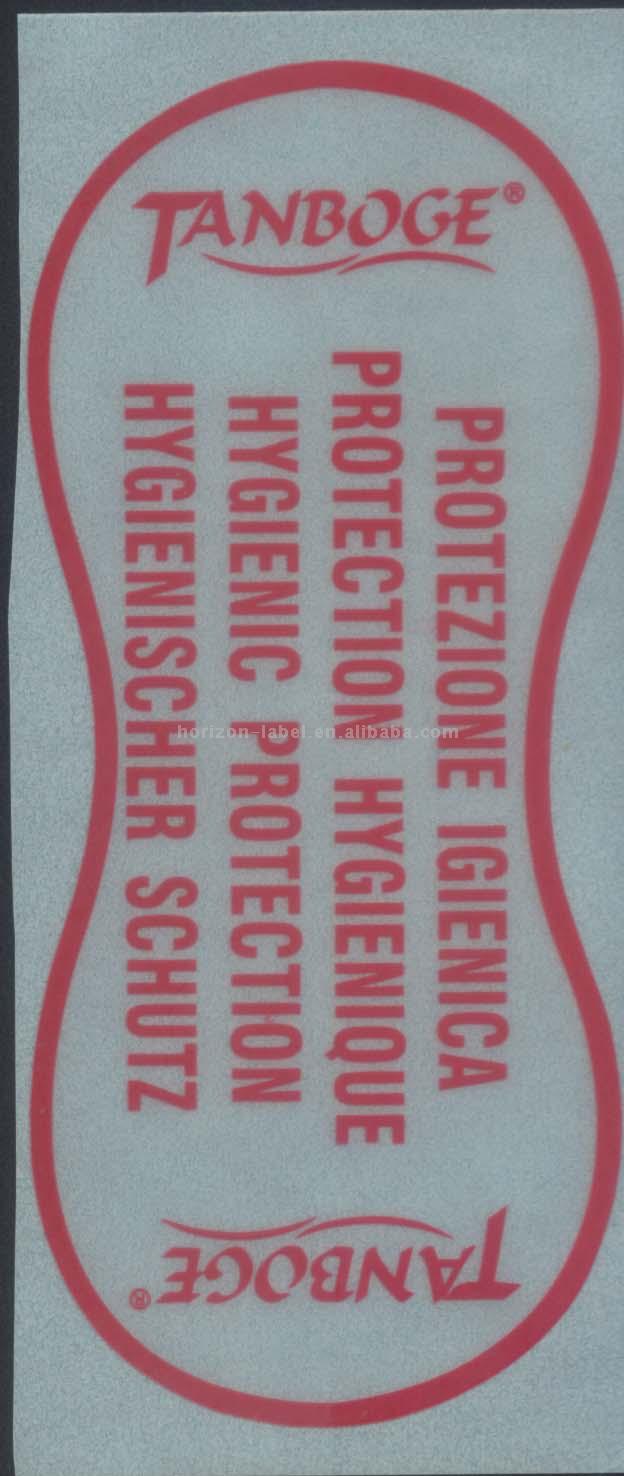 TANBOGE®
PROTEZIONE IGIENICA
PROTECTION HYGIENIQUE
HYGIENIC PROTECTION
HYGIENISCHER SCHUTZ
horizon-label.en.alibaba.com
TANBOGE®